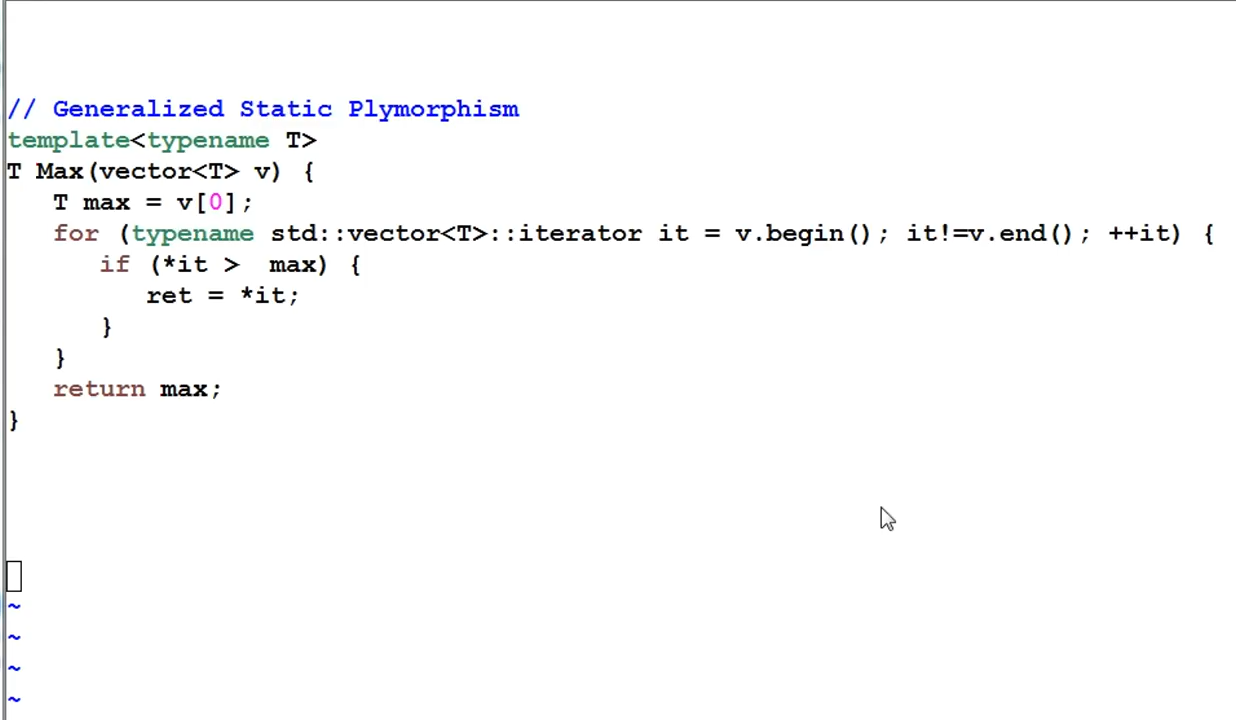 // Generalized Static Plymorphism
template<typename T>
T Max(vector<T> v) {
   T max = v[0];
   for (typename std::vector<T>::iterator it = v.begin(); it!=v.end(); ++it) {
      if (*it >  max) {
         ret = *it;
      }
   }
   return max;
}
~
~
~
~